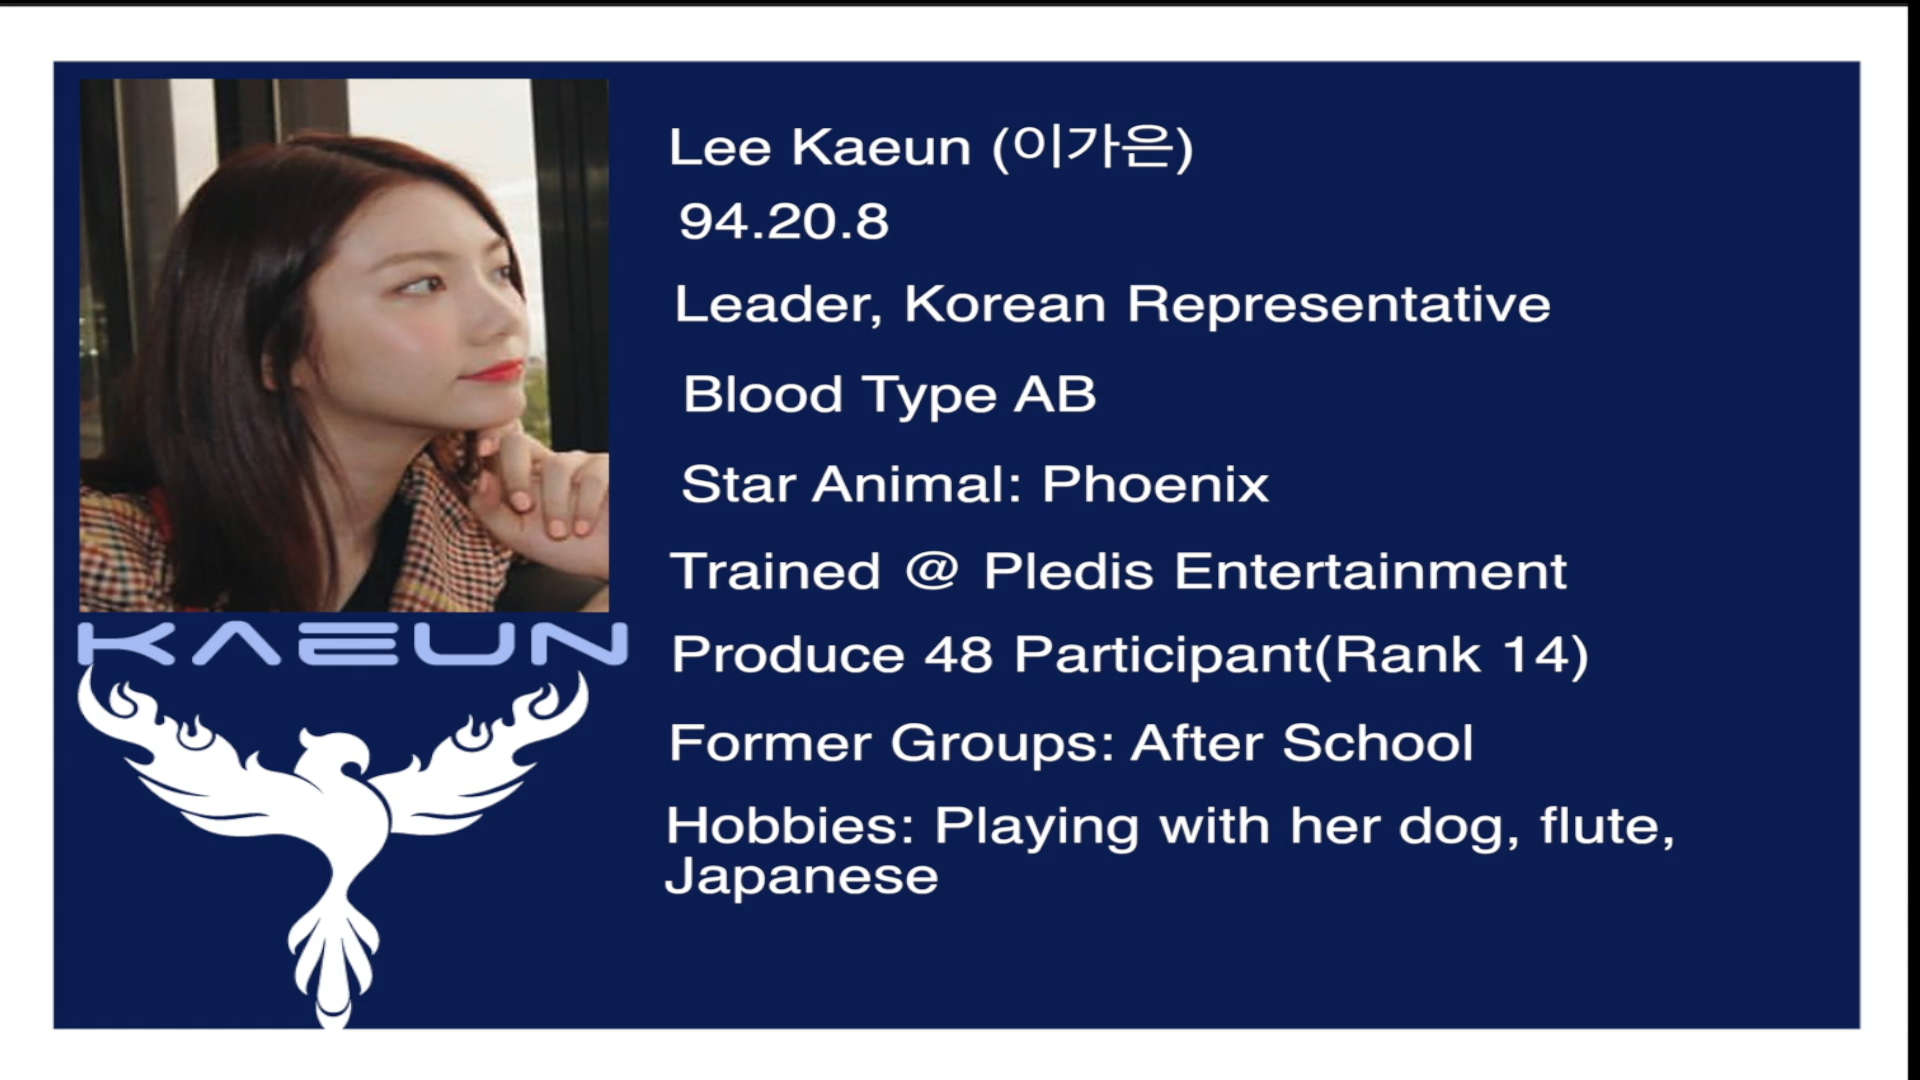 Lee Kaeun (이가은)
94.20.8
Leader, Korean Representative
Blood Type AB
Star Animal: Phoenix
Trained @ Pledis Entertainment
KAEUN
Produce 48 Participant(Rank 14)
Former Groups: After School
Hobbies: Playing with her dog, flute,
Japanese